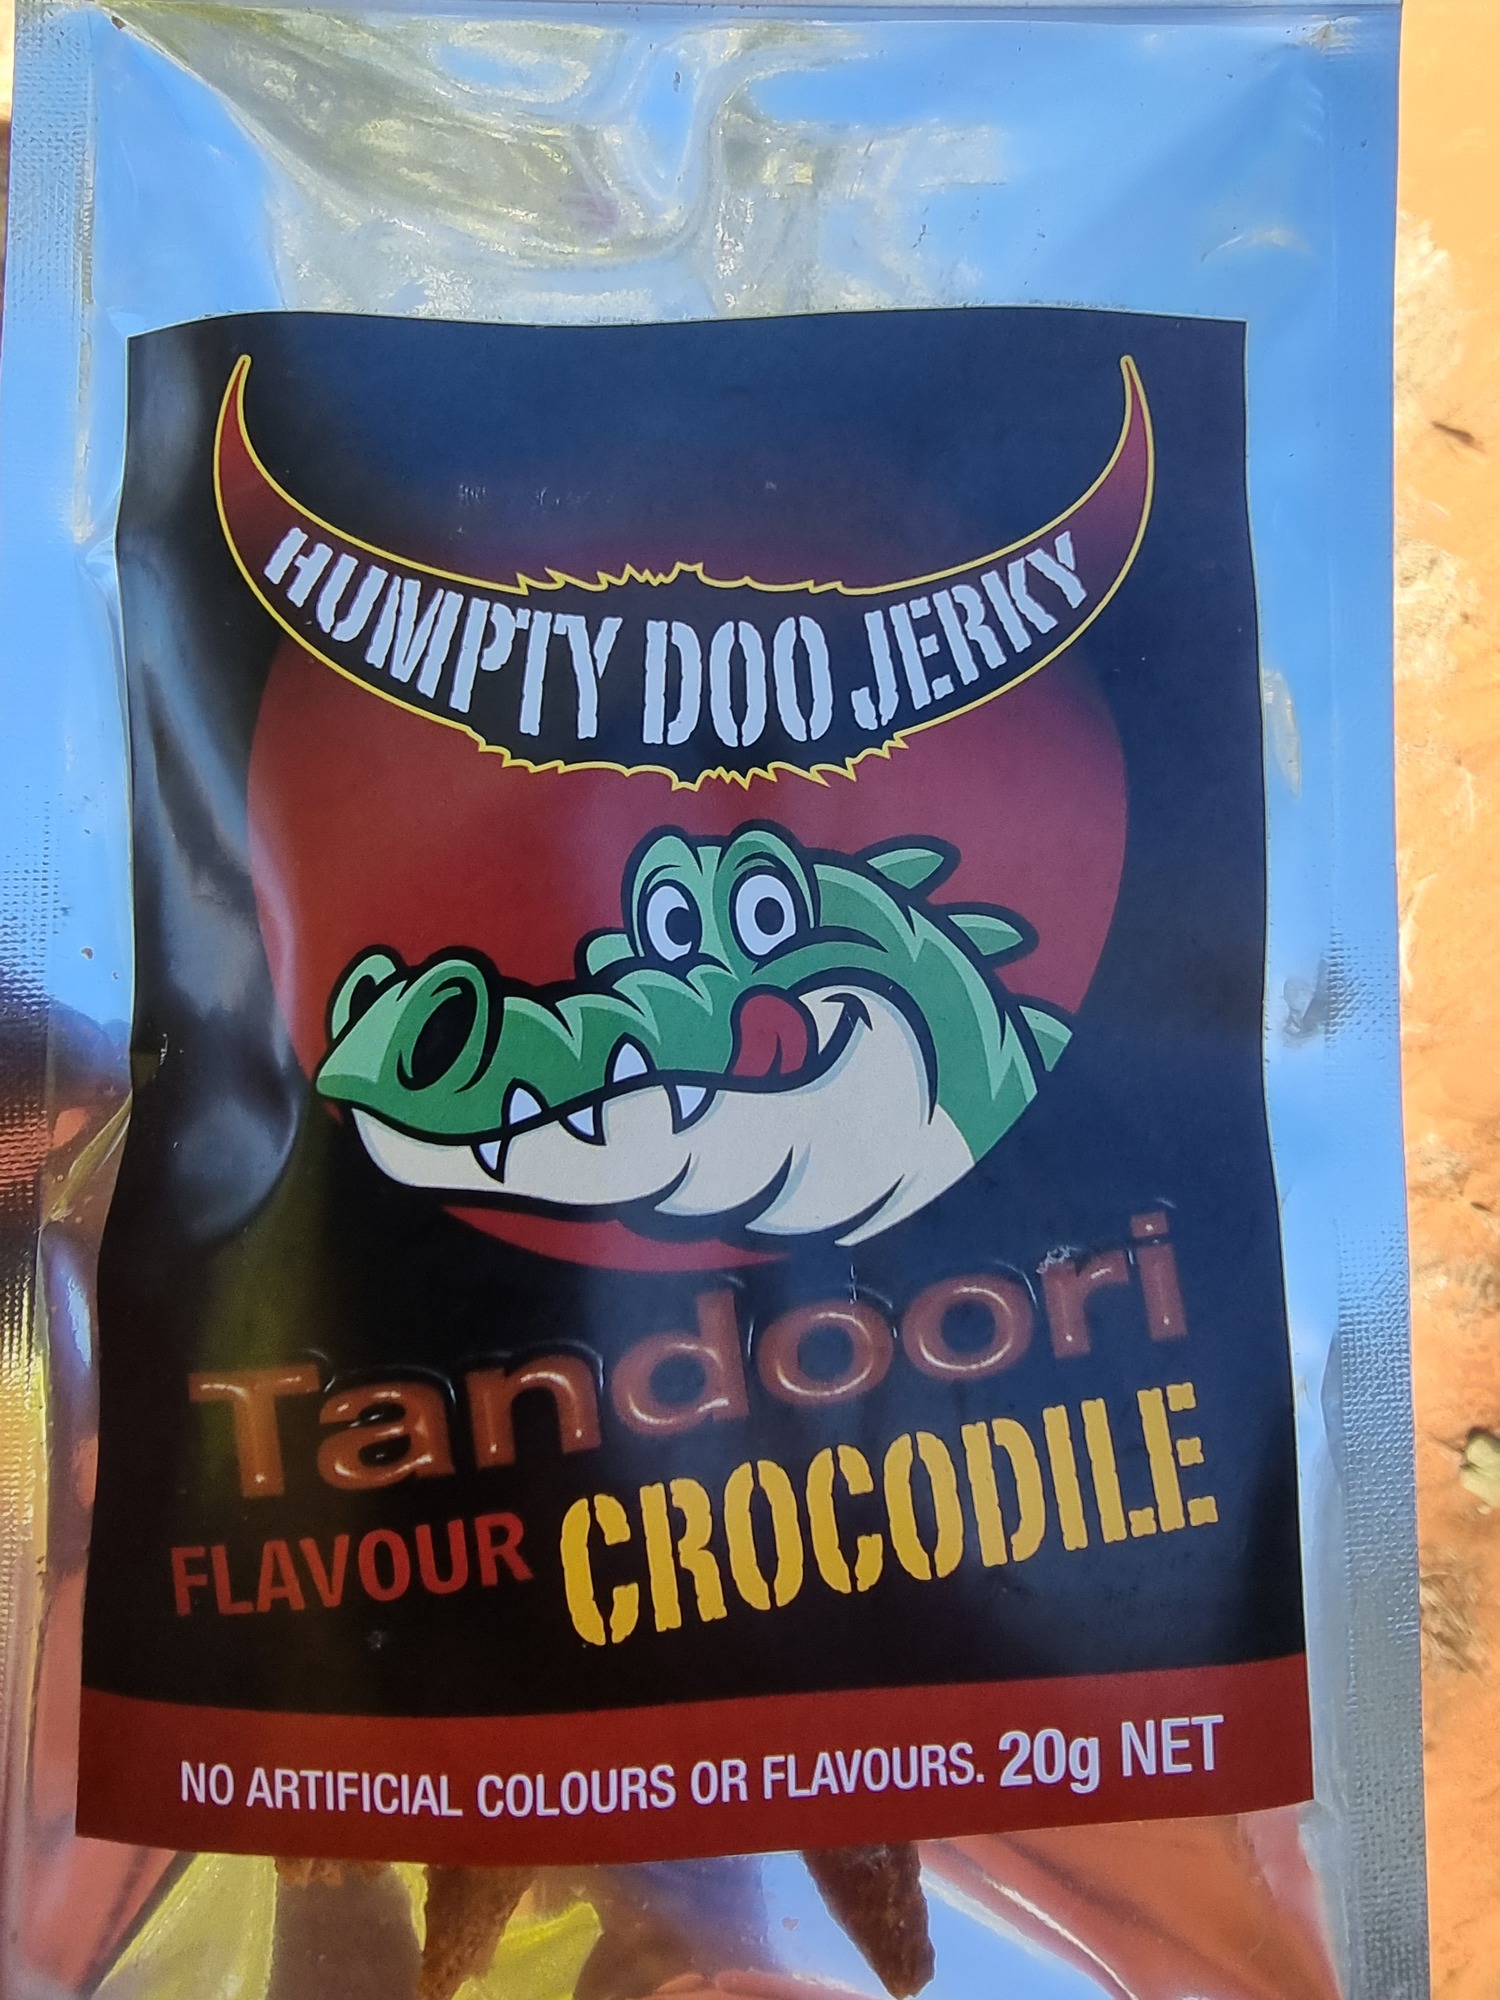 HUMPTY DOO JERKY
Tandoori
FLAVOUR CROCODILE
NO ARTIFICIAL COLOURS OR FLAVOURS. 20g NET